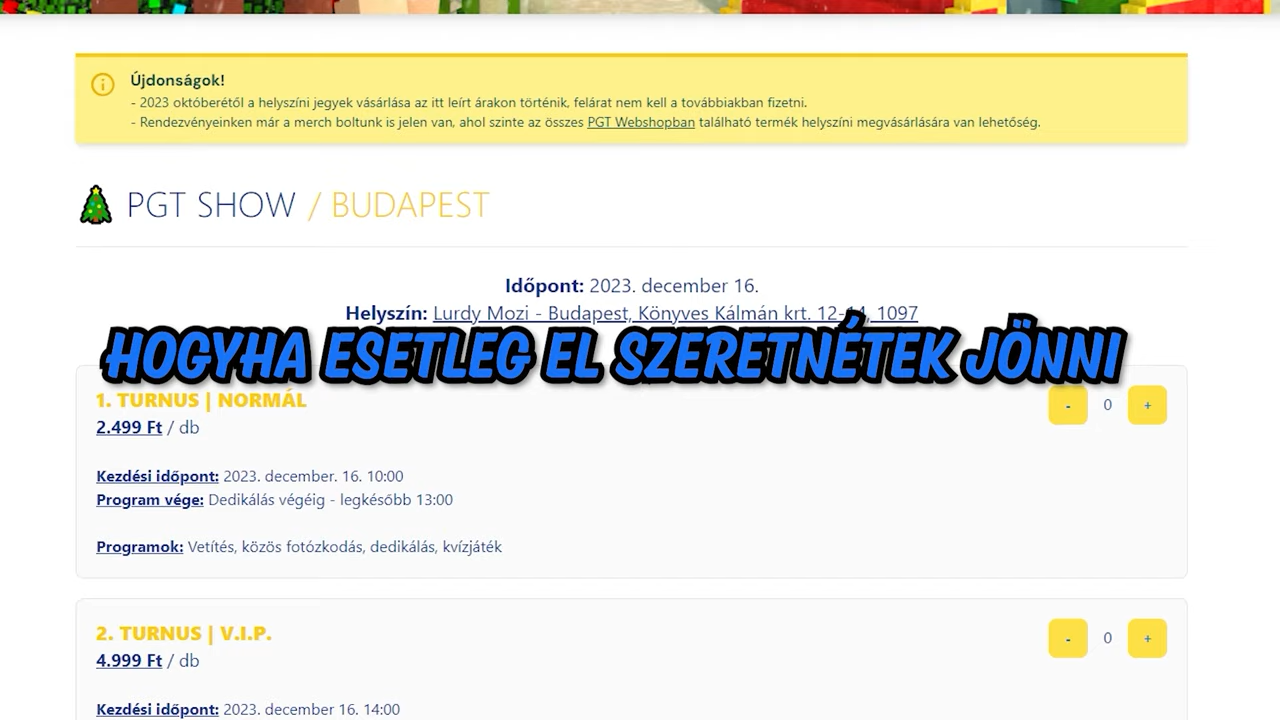 Újdonságok!
- 2023 októberétől a helyszíni jegyek vásárlása az itt leírt árakon történik, felárat nem kell a továbbiakban fizetni.
- Rendezvényeinken már a merch boltunk is jelen van, ahol szinte az összes PGT Webshopban található termék helyszíni megvásárlására van lehetőség.
PGT SHOW / BUDAPEST
Időpont: 2023. december 16.
Helyszín: Lurdy Mozi - Budapest, Könyves Kálmán krt. 12-14, 1097
HOGYHA ESETLEG EL SZERETNÉTEK JÖNNI
1. TURNUS | NORMÁL
- 0 +
2.499 Ft / db
Kezdési időpont: 2023. december. 16. 10:00
Program vége: Dedikálás végéig - legkésőbb 13:00
Programok: Vetítés, közös fotózkodás, dedikálás, kvízjáték
2. TURNUS | V.I.P.
- 0 +
4.999 Ft / db
Kezdési időpont: 2023. december 16. 14:00